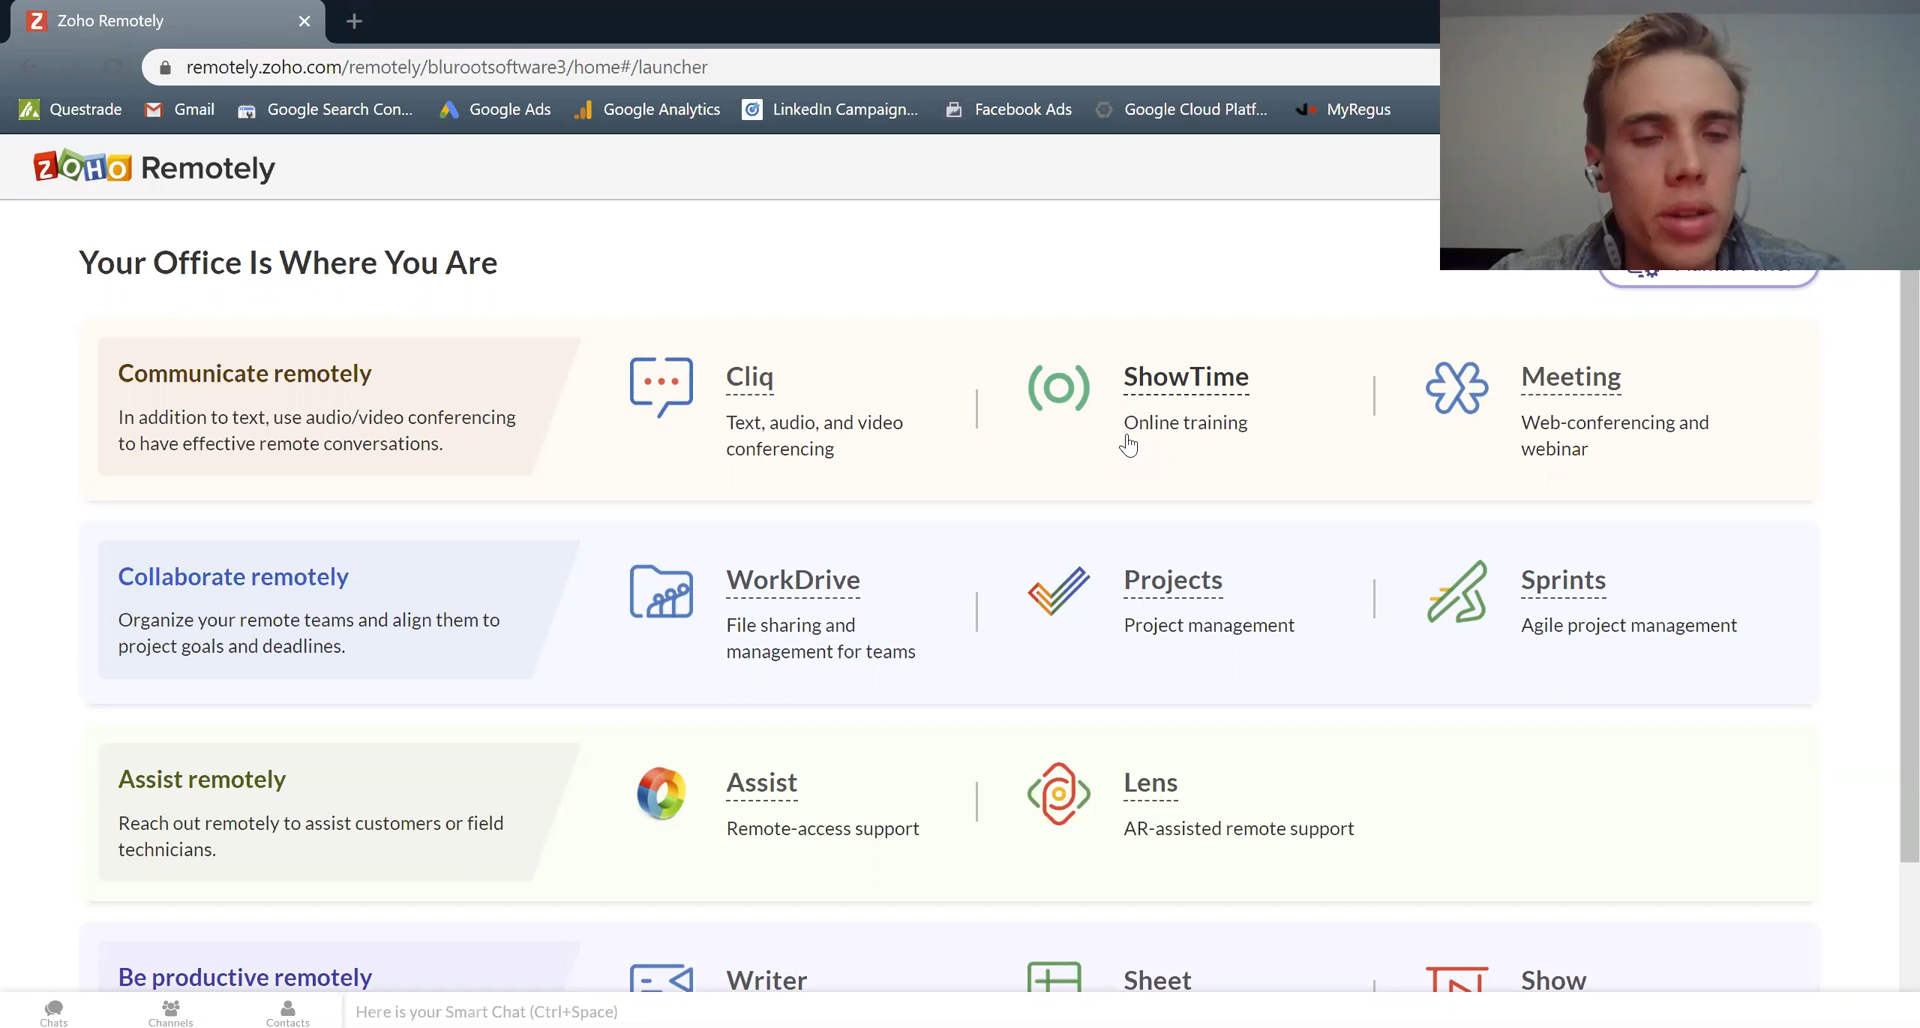 Zoho Remotely
remotely.zoho.com/remotely/blurootsoftware3/home#/launcher
Questrade Gmail Google Search Con... Google Ads Google Analytics LinkedIn Campaign... Facebook Ads Google Cloud Platf... MyRegus
ZOHO Remotely
Your Office Is Where You Are
Communicate remotely
In addition to text, use audio/video conferencing
to have effective remote conversations.
Cliq
Text, audio, and video
conferencing
ShowTime
Online training
Meeting
Web-conferencing and
webinar
Collaborate remotely
Organize your remote teams and align them to
project goals and deadlines.
WorkDrive
File sharing and
management for teams
Projects
Project management
Sprints
Agile project management
Assist remotely
Reach out remotely to assist customers or field
technicians.
Assist
Remote-access support
Lens
AR-assisted remote support
Be productive remotely
Writer
Sheet
Show
Chats Channels Contacts Here is your Smart Chat (Ctrl+Space)